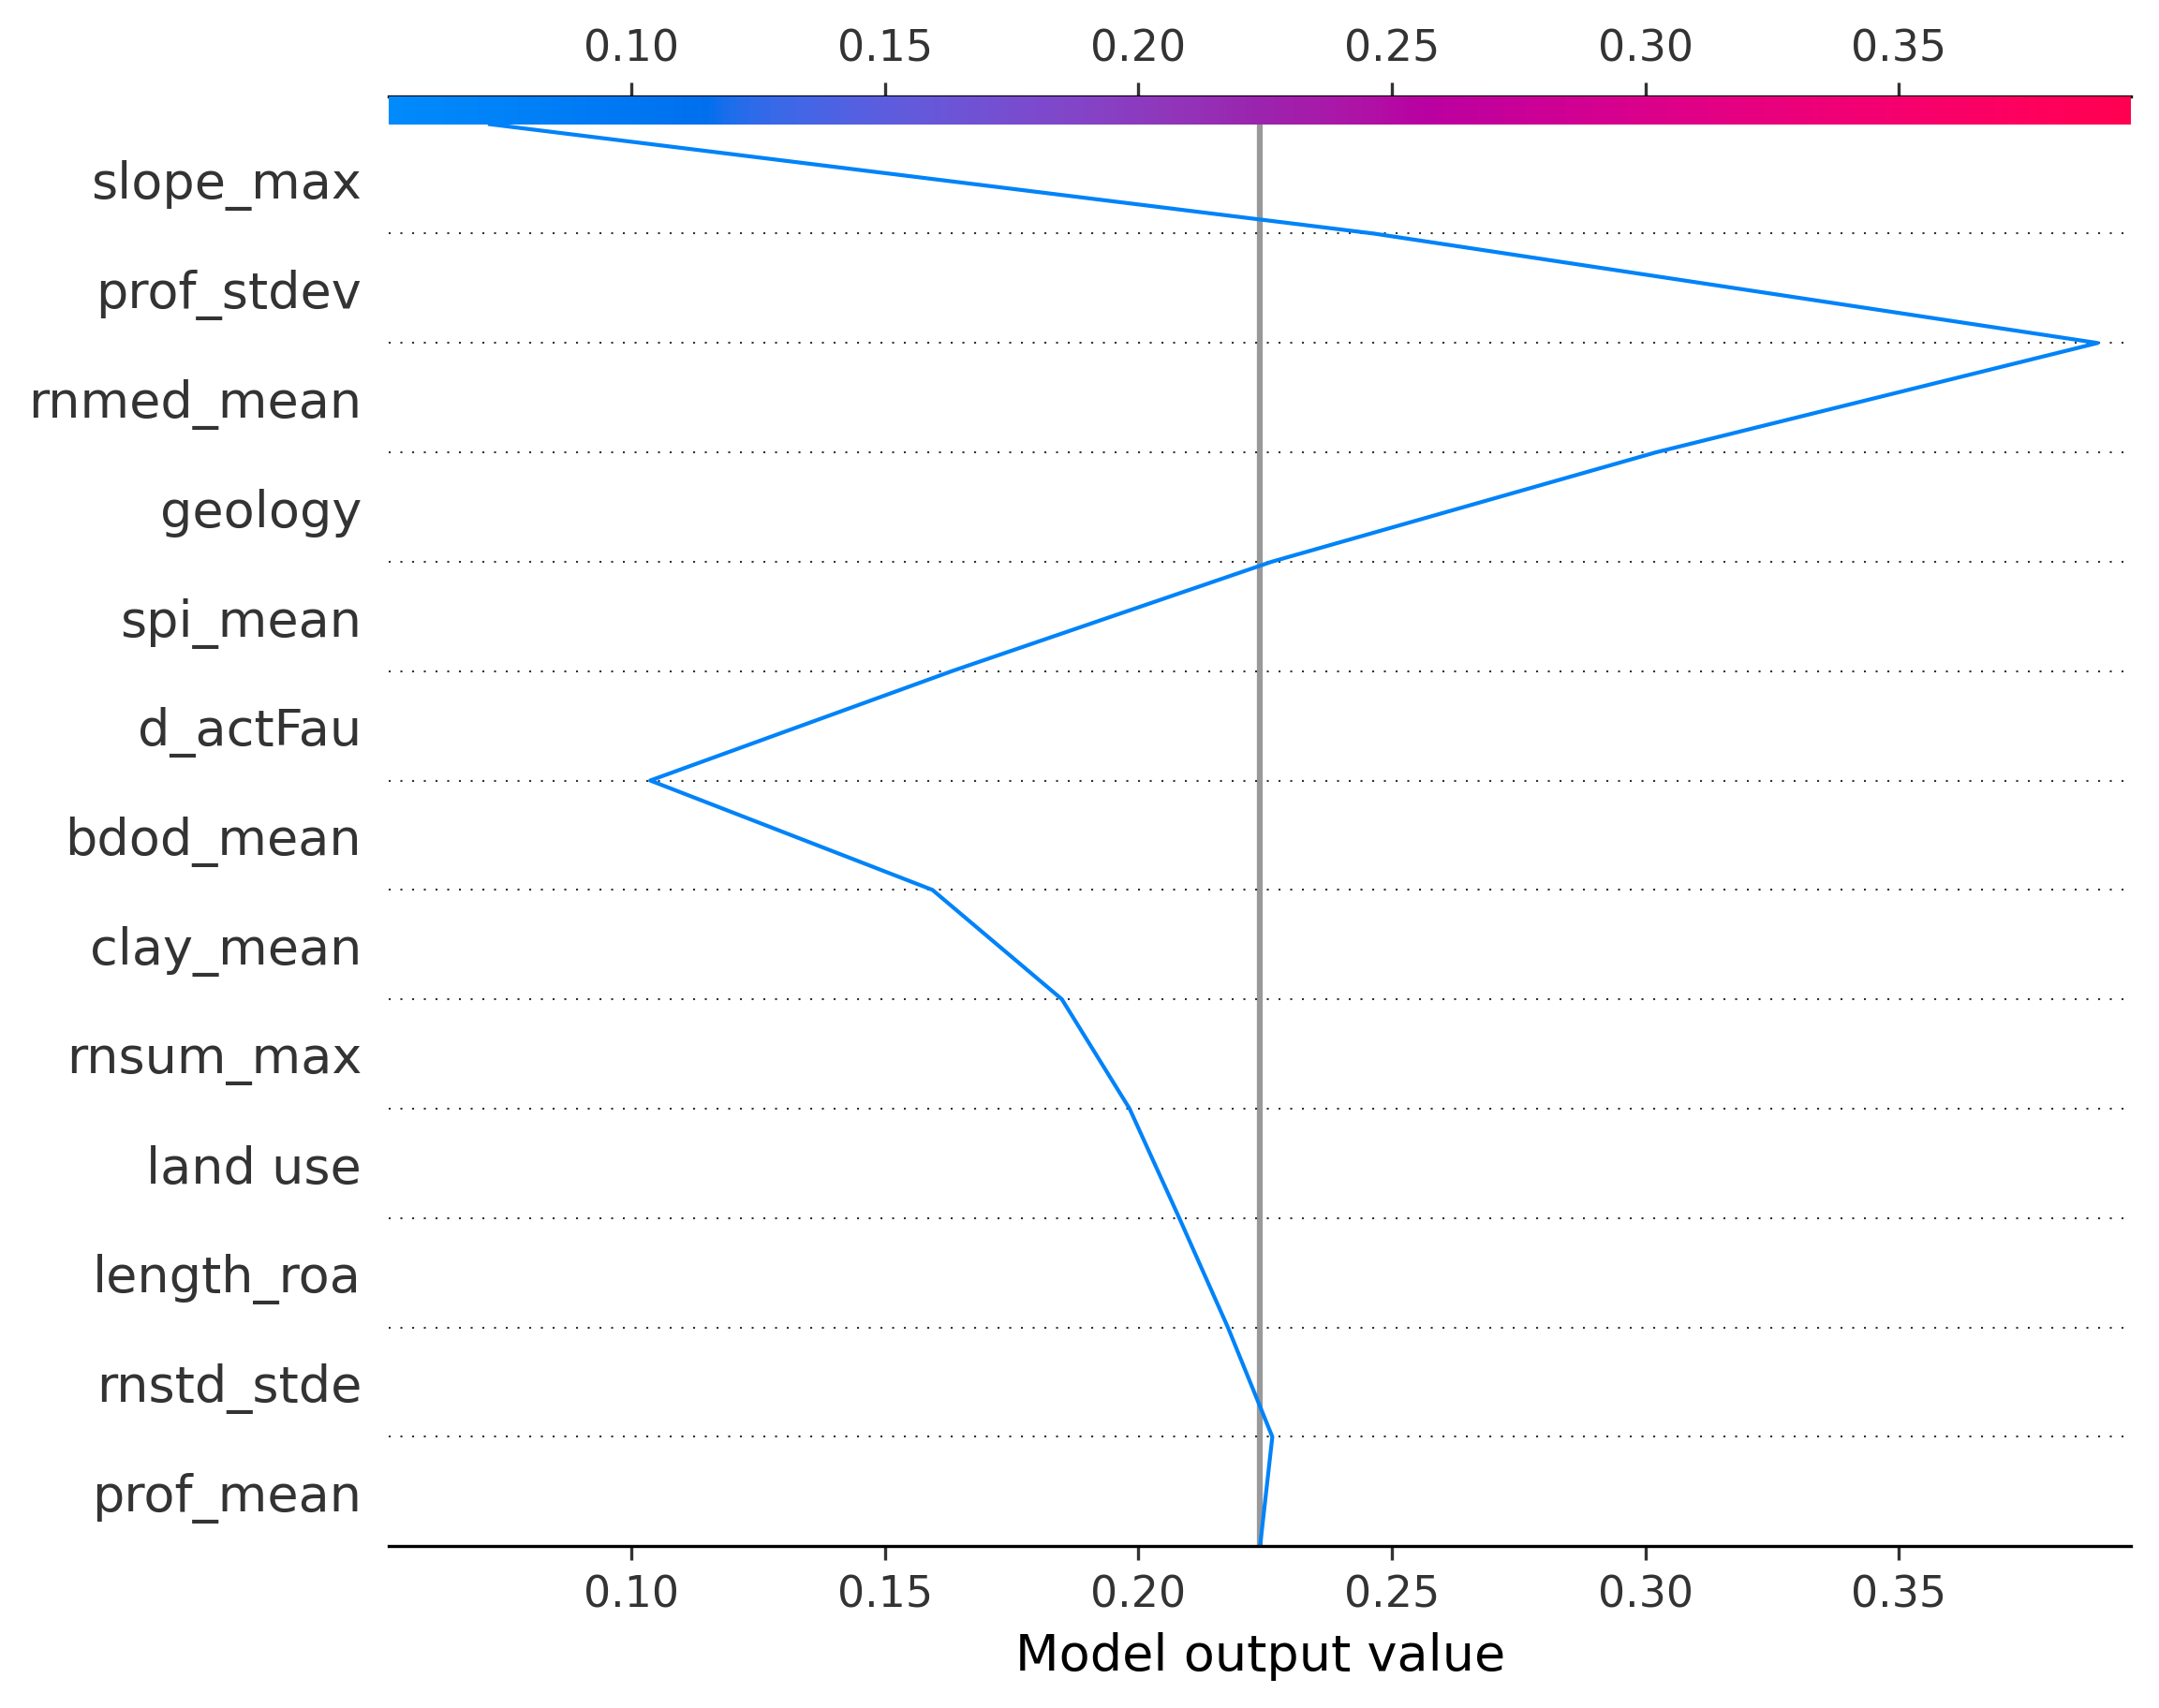 0.10 0.15 0.20 0.25 0.30 0.35
slope_max
prof_stdev
rnmed_mean
geology
spi_mean
d_actFau
bdod_mean
clay_mean
rnsum_max
land use
length_roa
rnstd_stde
prof_mean
0.10 0.15 0.20 0.25 0.30 0.35
Model output value